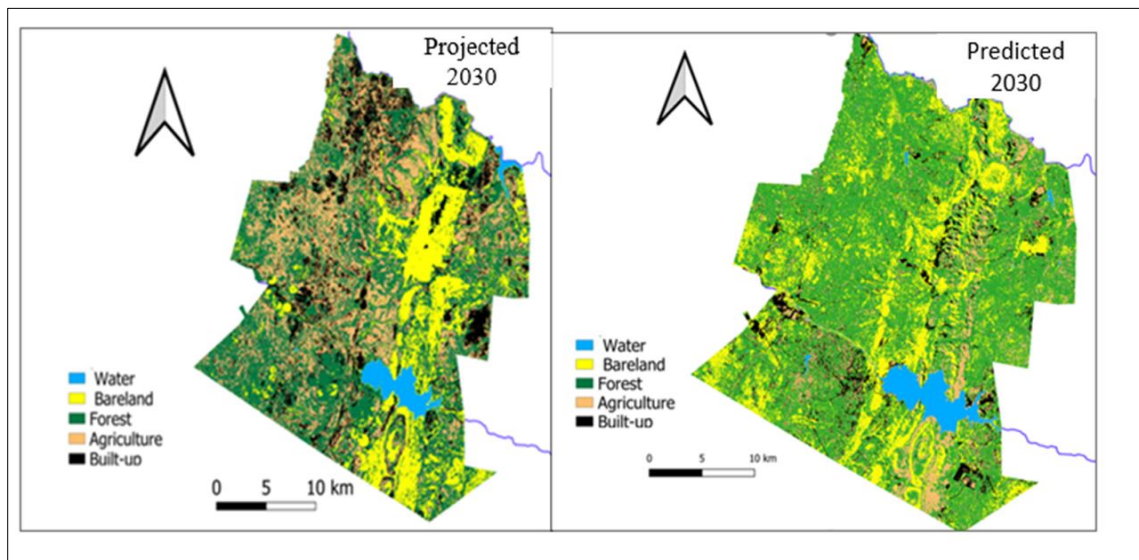 Projected
2030
Water
Bareland
Forest
Agriculture
Built-up
0 5 10 km
Predicted
2030
Water
Bareland
Forest
Agriculture
Built-up
0 5 10 km